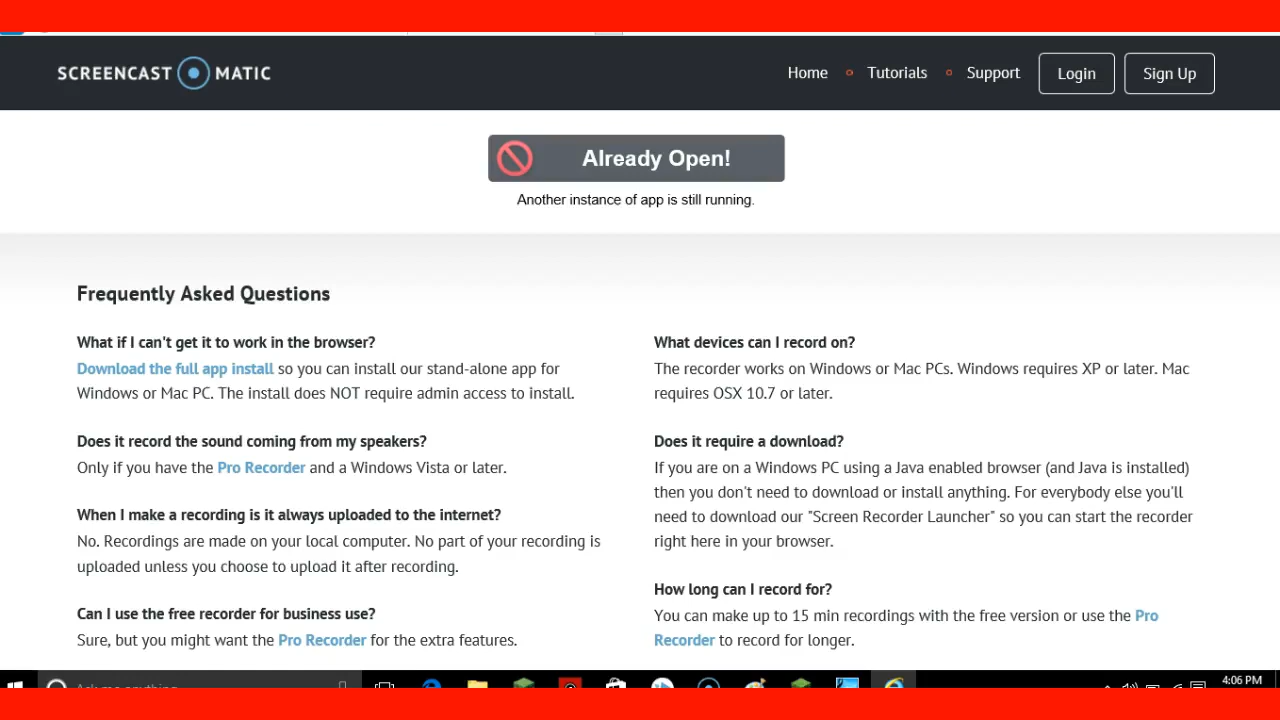 SCREENCAST MATIC
Home Tutorials Support Login Sign Up
Already Open!
Another instance of app is still running.
Frequently Asked Questions
What if I can't get it to work in the browser?
Download the full app install so you can install our stand-alone app for
Windows or Mac PC. The install does NOT require admin access to install.
Does it record the sound coming from my speakers?
Only if you have the Pro Recorder and a Windows Vista or later.
When I make a recording is it always uploaded to the internet?
No. Recordings are made on your local computer. No part of your recording is
uploaded unless you choose to upload it after recording.
Can I use the free recorder for business use?
Sure, but you might want the Pro Recorder for the extra features.
What devices can I record on?
The recorder works on Windows or Mac PCs. Windows requires XP or later. Mac
requires OSX 10.7 or later.
Does it require a download?
If you are on a Windows PC using a Java enabled browser (and Java is installed)
then you don't need to download or install anything. For everybody else you'll
need to download our "Screen Recorder Launcher" so you can start the recorder
right here in your browser.
How long can I record for?
You can make up to 15 min recordings with the free version or use the Pro
Recorder to record for longer.
Ask me anything
4:06 PM